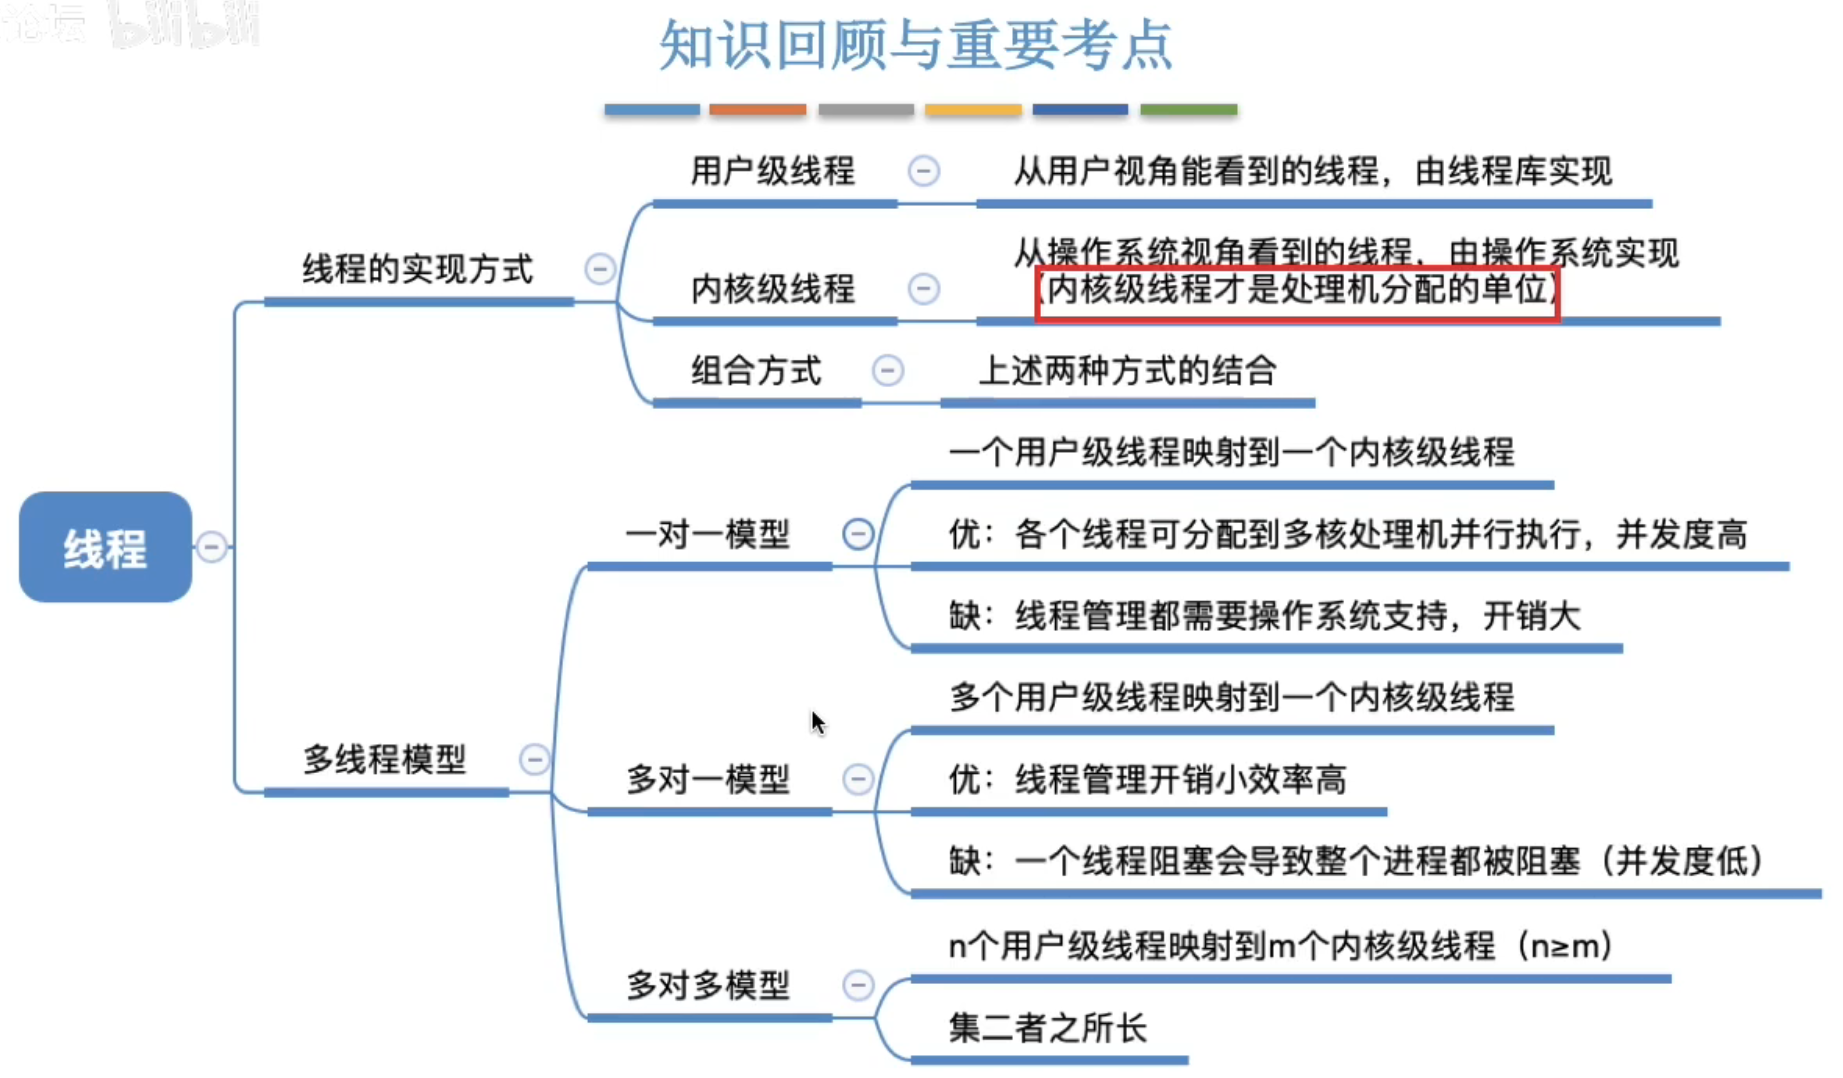 论坛 bilibili
知识回顾与重要考点
线程
线程的实现方式
用户级线程
从用户视角能看到的线程，由线程库实现
内核级线程
从操作系统视角看到的线程，由操作系统实现
（内核级线程才是处理机分配的单位）
组合方式
上述两种方式的结合
多线程模型
一对一模型
一个用户级线程映射到一个内核级线程
优：各个线程可分配到多核处理机并行执行，并发度高
缺：线程管理都需要操作系统支持，开销大
多对一模型
多个用户级线程映射到一个内核级线程
优：线程管理开销小效率高
缺：一个线程阻塞会导致整个进程都被阻塞（并发度低）
多对多模型
n个用户级线程映射到m个内核级线程（n≥m）
集二者之所长